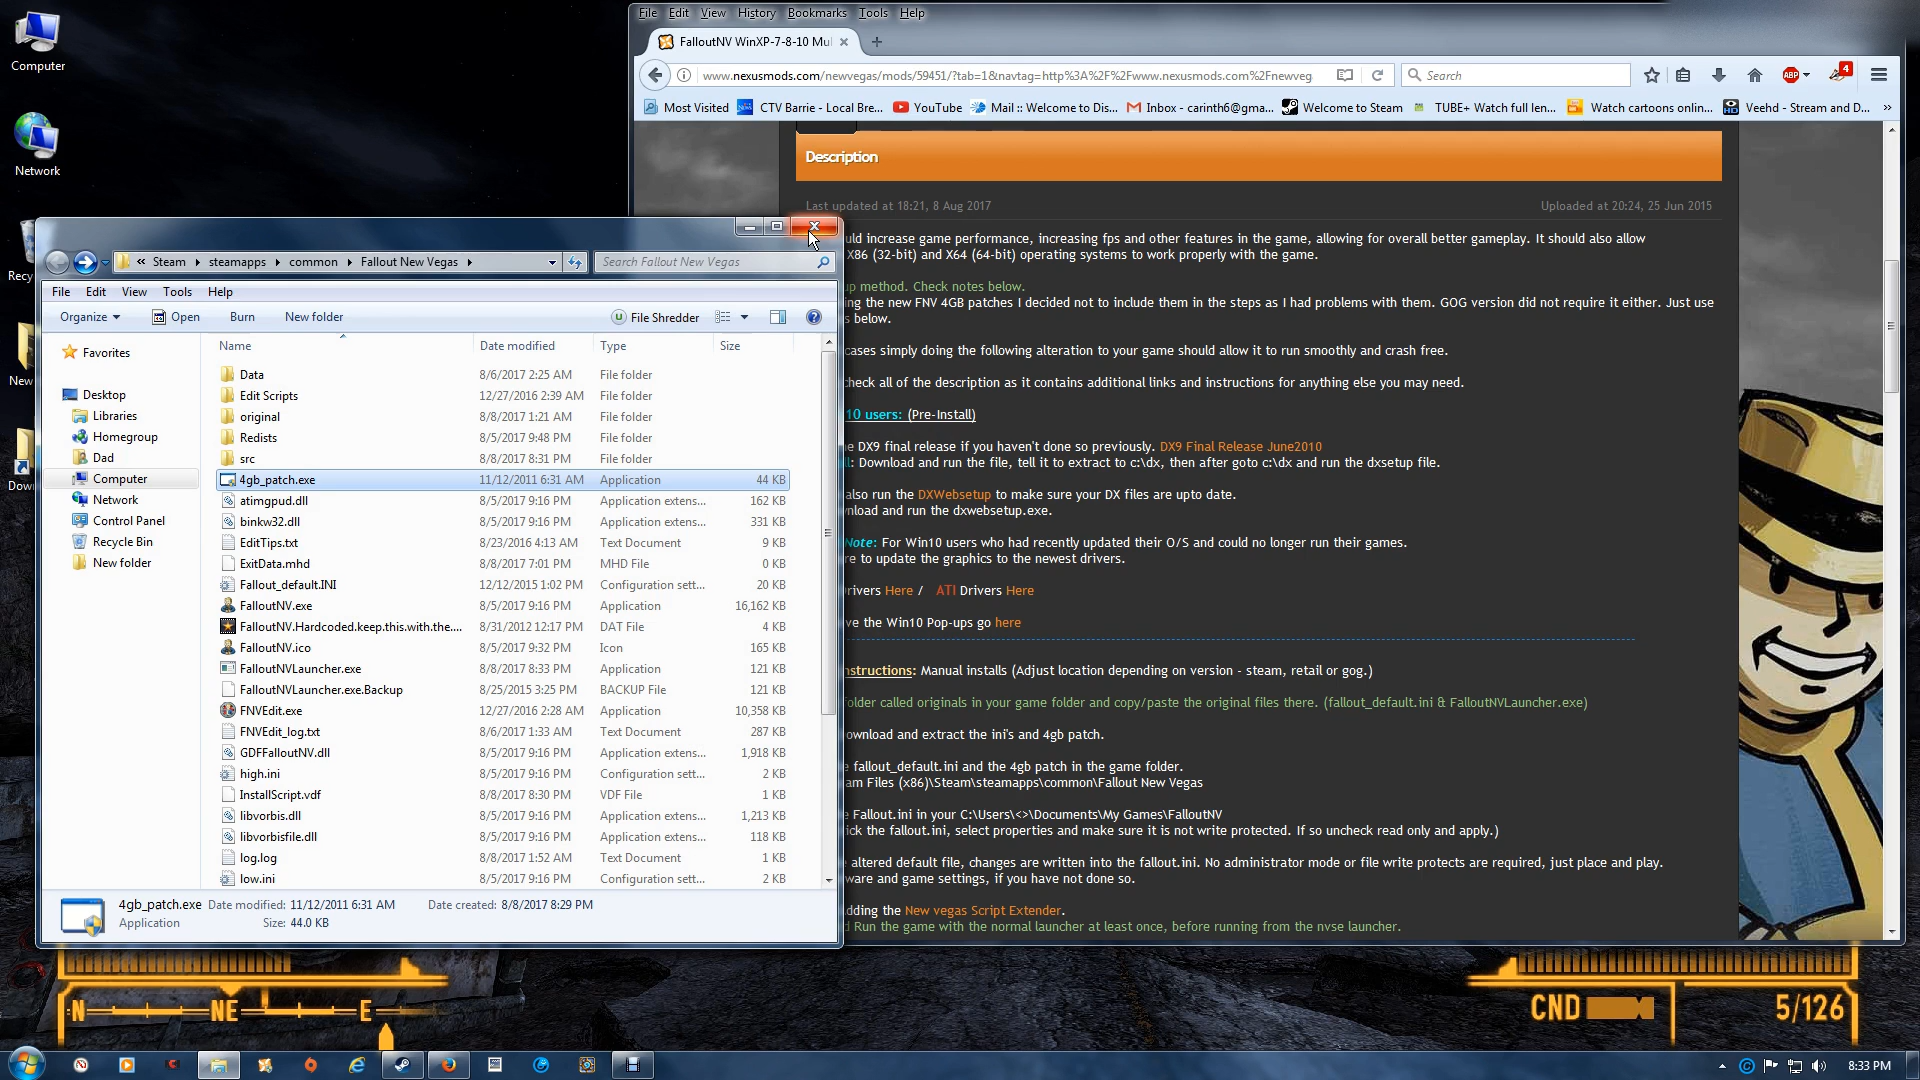 Computer
Network
Recy
New
Down
File Edit View History Bookmarks Tools Help
FalloutNV WinXP-7-8-10 Mul
www.nexusmods.com/newvegas/mods/59451/?tab=1&navtag=http%3A%2F%2Fwww.nexusmods.com%2Fnewveg
Search
ABP
4
Most Visited CTV Barrie - Local Bre... YouTube Mail :: Welcome to Dis... Inbox - carinth6@gma... Welcome to Steam TUBE+ Watch full len... Watch cartoons onlin... Veehd - Stream and D... »
Description
Last updated at 18:21, 8 Aug 2017 Uploaded at 20:24, 25 Jun 2015
uld increase game performance, increasing fps and other features in the game, allowing for overall better gameplay. It should also allow
X86 (32-bit) and X64 (64-bit) operating systems to work properly with the game.
up method. Check notes below.
ing the new FNV 4GB patches I decided not to include them in the steps as I had problems with them. GOG version did not require it either. Just use
s below.
cases simply doing the following alteration to your game should allow it to run smoothly and crash free.
check all of the description as it contains additional links and instructions for anything else you may need.
10 users: (Pre-Install)
e DX9 final release if you haven't done so previously. DX9 Final Release June2010
ll: Download and run the file, tell it to extract to c:\dx, then after goto c:\dx and run the dxsetup file.
also run the DXWebsetup to make sure your DX files are upto date.
nload and run the dxwebsetup.exe.
Note: For Win10 users who had recently updated their O/S and could no longer run their games.
re to update the graphics to the newest drivers.
rivers Here / ATI Drivers Here
ve the Win10 Pop-ups go here
nstructions: Manual installs (Adjust location depending on version - steam, retail or gog.)
folder called originals in your game folder and copy/paste the original files there. (fallout_default.ini & FalloutNVLauncher.exe)
ownload and extract the ini's and 4gb patch.
e fallout_default.ini and the 4gb patch in the game folder.
am Files (x86)\Steam\steamapps\common\Fallout New Vegas
e Fallout.ini in your C:\Users\<>\Documents\My Games\FalloutNV
ick the fallout.ini, select properties and make sure it is not write protected. If so uncheck read only and apply.)
e altered default file, changes are written into the fallout.ini. No administrator mode or file write protects are required, just place and play.
ware and game settings, if you have not done so.
dding the New vegas Script Extender.
d Run the game with the normal launcher at least once, before running from the nvse launcher.
« Steam steamapps common Fallout New Vegas
Search Fallout New Vegas
File Edit View Tools Help
Organize Open Burn New folder File Shredder
Favorites
Desktop
Libraries
Homegroup
Dad
Computer
Network
Control Panel
Recycle Bin
New folder
Name Date modified Type Size
Data 8/6/2017 2:25 AM File folder
Edit Scripts 12/27/2016 2:39 AM File folder
original 8/8/2017 1:21 AM File folder
Redists 8/5/2017 9:48 PM File folder
src 8/8/2017 8:31 PM File folder
4gb_patch.exe 11/12/2011 6:31 AM Application 44 KB
atimgpud.dll 8/5/2017 9:16 PM Application extens... 162 KB
binkw32.dll 8/5/2017 9:16 PM Application extens... 331 KB
EditTips.txt 8/23/2016 4:13 AM Text Document 9 KB
ExitData.mhd 8/8/2017 7:01 PM MHD File 0 KB
Fallout_default.INI 12/12/2015 1:02 PM Configuration sett... 20 KB
FalloutNV.exe 8/5/2017 9:16 PM Application 16,162 KB
FalloutNV.Hardcoded.keep.this.with.the.... 8/31/2012 12:17 PM DAT File 4 KB
FalloutNV.ico 8/5/2017 9:32 PM Icon 165 KB
FalloutNVLauncher.exe 8/8/2017 8:33 PM Application 121 KB
FalloutNVLauncher.exe.Backup 8/25/2015 3:25 PM BACKUP File 121 KB
FNVEdit.exe 12/27/2016 2:28 AM Application 10,358 KB
FNVEdit_log.txt 8/6/2017 1:33 AM Text Document 287 KB
GDFFalloutNV.dll 8/5/2017 9:16 PM Application extens... 1,918 KB
high.ini 8/5/2017 9:16 PM Configuration sett... 2 KB
InstallScript.vdf 8/8/2017 8:30 PM VDF File 1 KB
libvorbis.dll 8/5/2017 9:16 PM Application extens... 1,213 KB
libvorbisfile.dll 8/5/2017 9:16 PM Application extens... 118 KB
log.log 8/8/2017 1:52 AM Text Document 1 KB
low.ini 8/5/2017 9:16 PM Configuration sett... 2 KB
4gb_patch.exe Date modified: 11/12/2011 6:31 AM Date created: 8/8/2017 8:29 PM
Application Size: 44.0 KB
N NE E
CND 5/126
8:33 PM